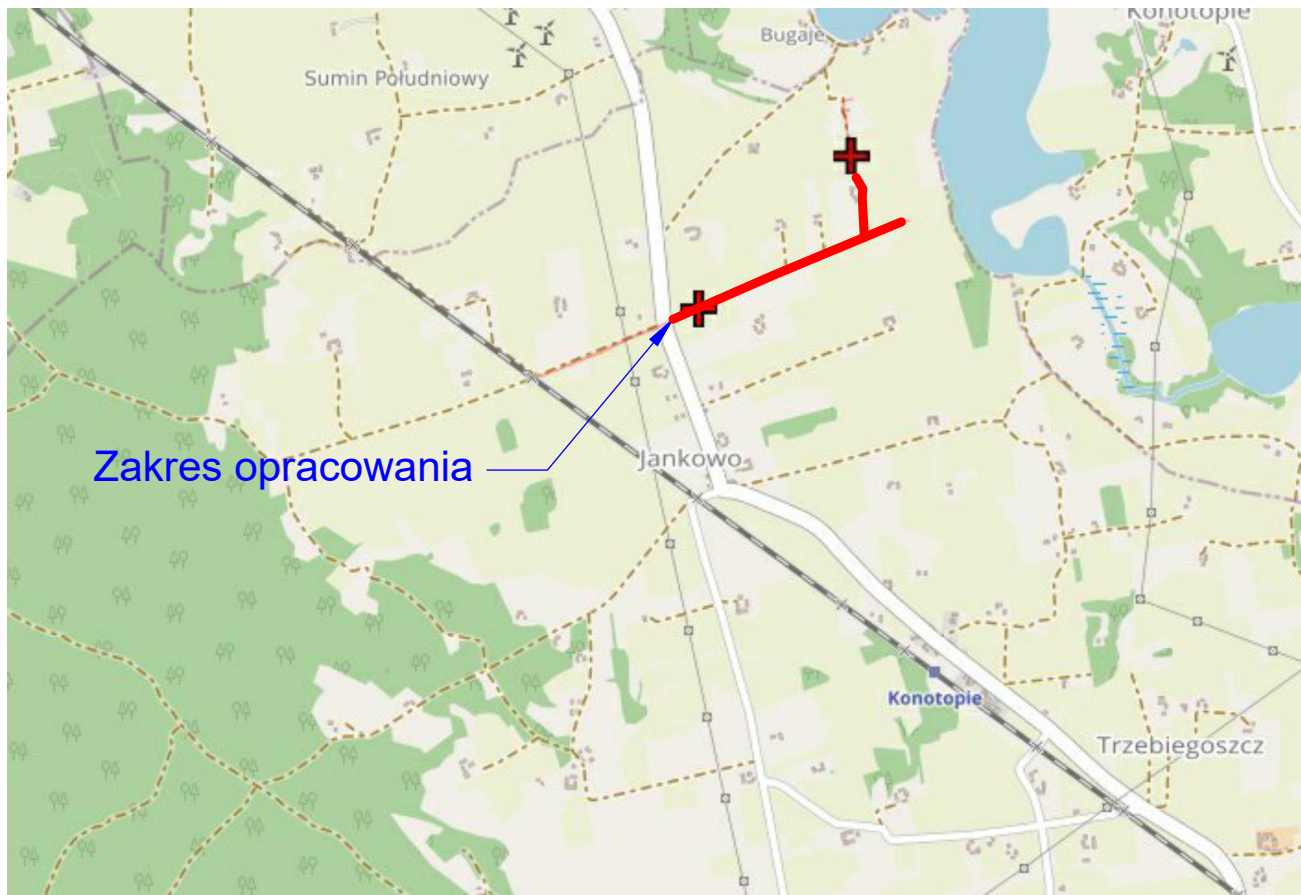 Konotopie
Bugaje
Sumin Południowy
Zakres opracowania
Jankowo
Konotopie
Trzebiegoszcz